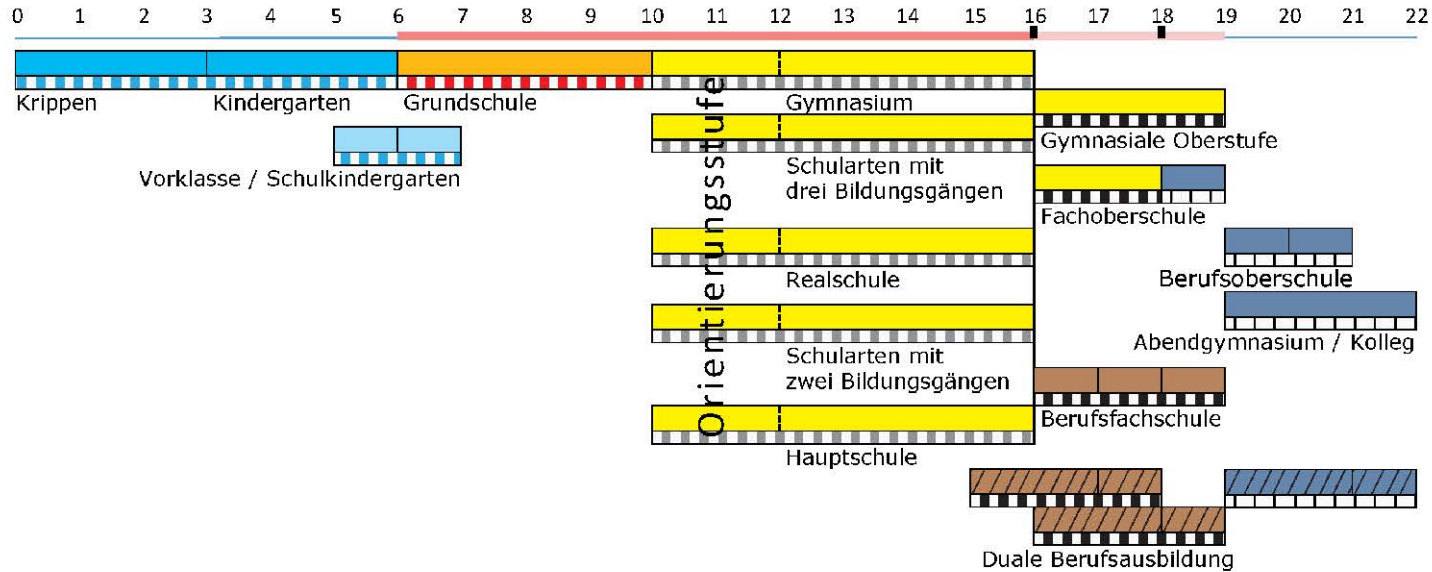 0 1 2 3 4 5 6 7 8 9 10 11 12 13 14 15 16 17 18 19 20 21 22
Krippen Kindergarten Grundschule Gymnasium
Gymnasiale Oberstufe
Vorklasse / Schulkindergarten
Schularten mit
drei Bildungsgängen
Fachoberschule
Orientierungsstufe
Realschule
Berufsoberschule
Abendgymnasium / Kolleg
Schularten mit
zwei Bildungsgängen
Berufsfachschule
Hauptschule
Duale Berufsausbildung